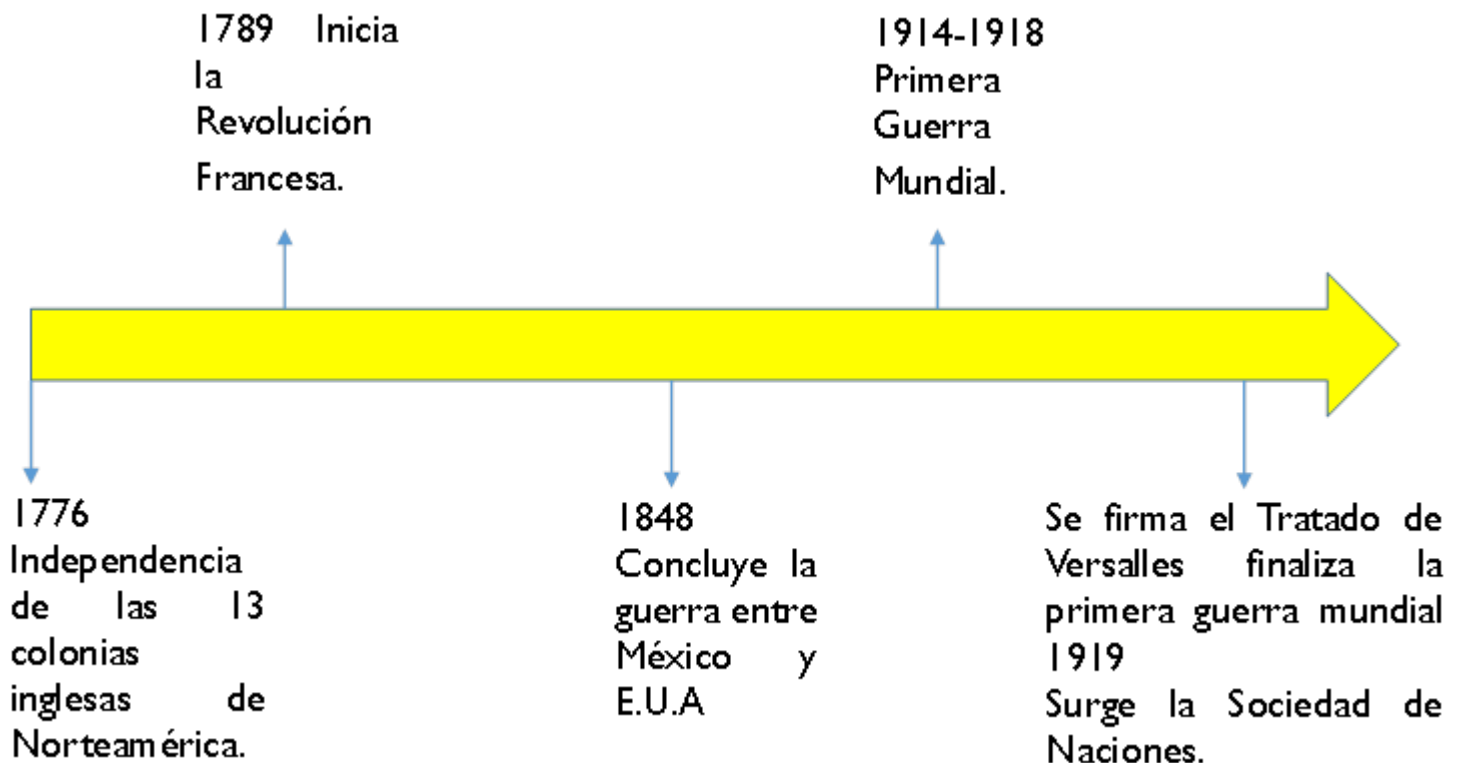 1789 Inicia
la
Revolución
Francesa.
1914-1918
Primera
Guerra
Mundial.
1776
Independencia
de las 13
colonias
inglesas de
Norteamérica.
1848
Concluye la
guerra entre
México y
E.U.A
Se firma el Tratado de
Versalles finaliza la
primera guerra mundial
1919
Surge la Sociedad de
Naciones.